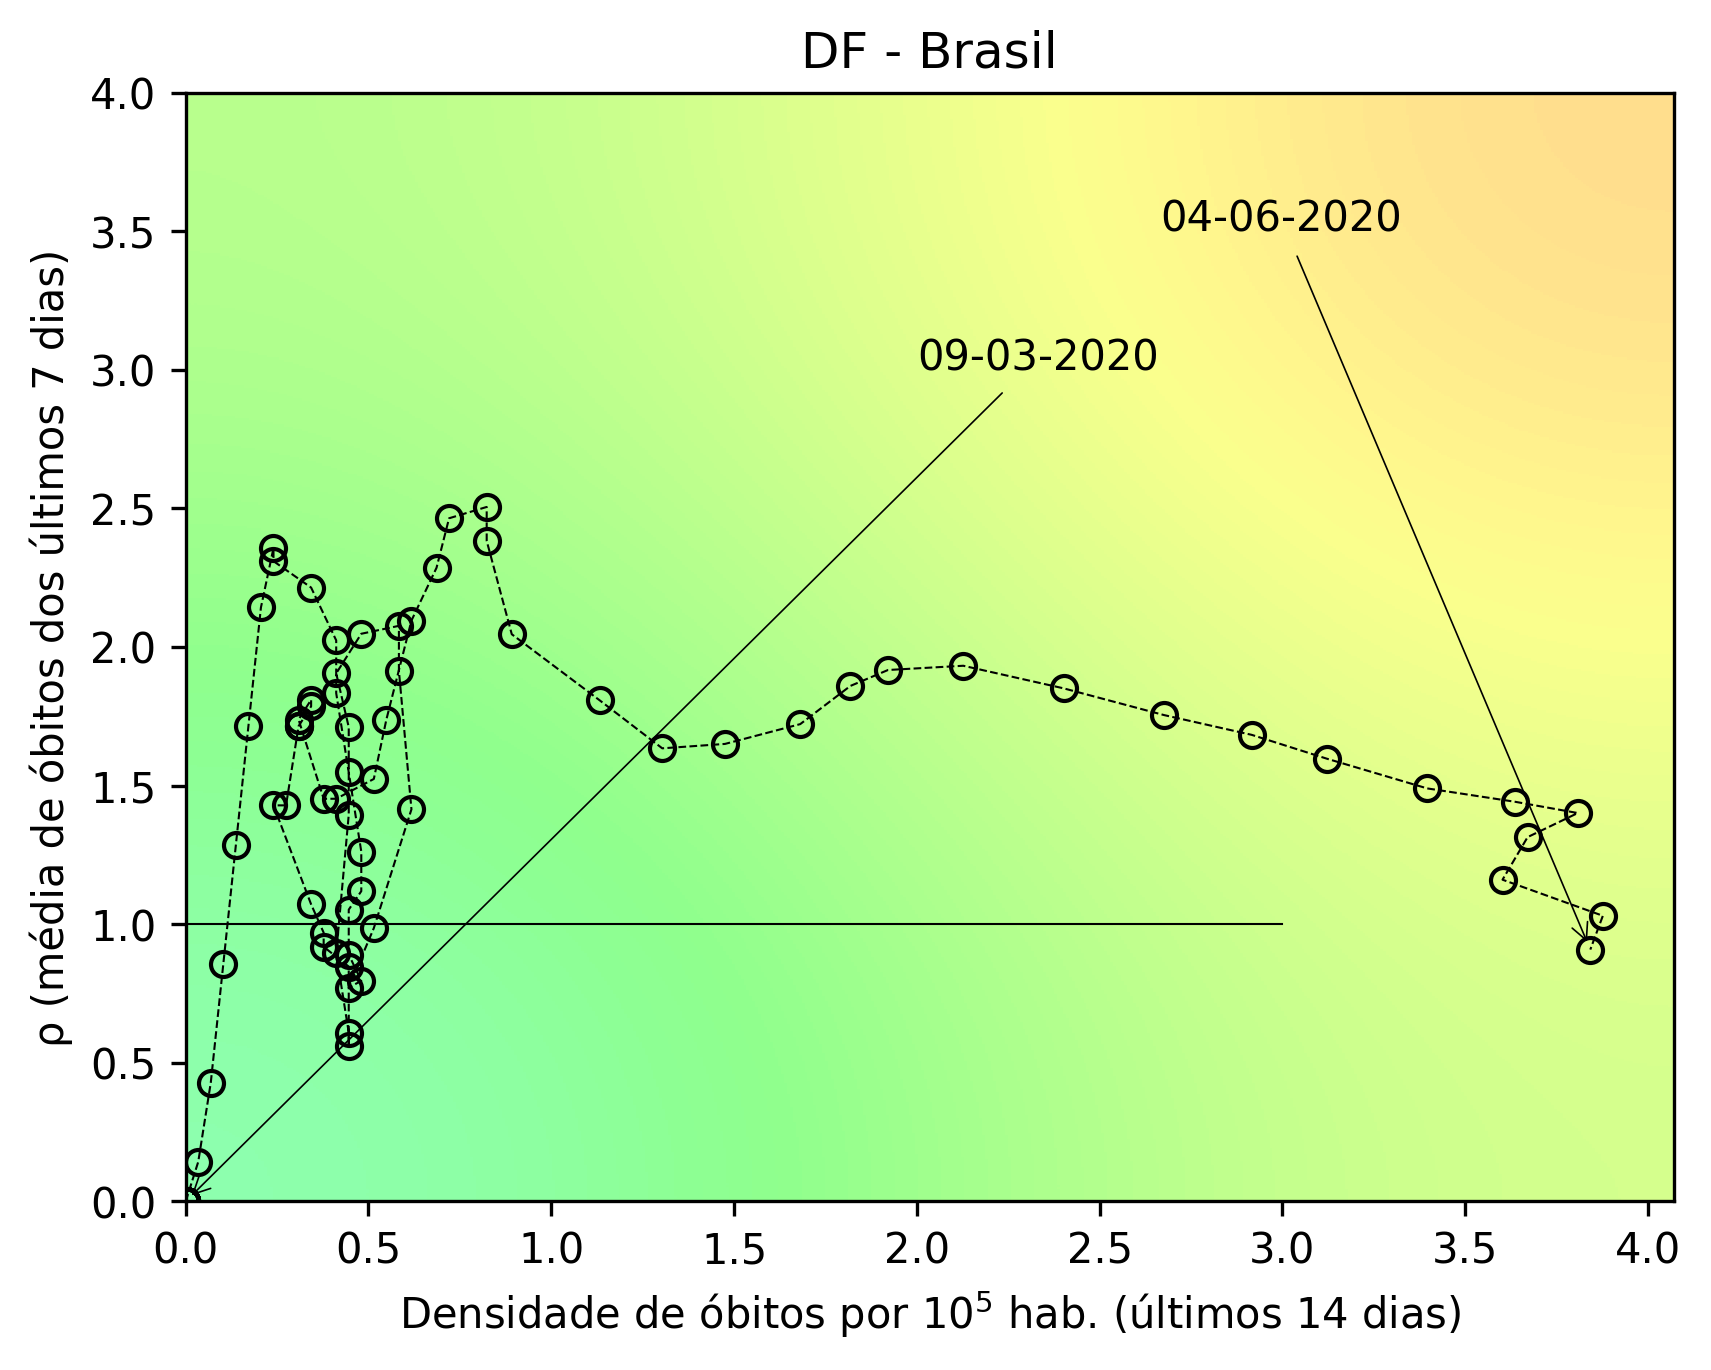 DF - Brasil
4.0
3.5
3.0
2.5
2.0
1.5
1.0
0.5
0.0
ρ (média de óbitos dos últimos 7 dias)
04-06-2020
09-03-2020
0.0 0.5 1.0 1.5 2.0 2.5 3.0 3.5 4.0
Densidade de óbitos por 10⁵ hab. (últimos 14 dias)